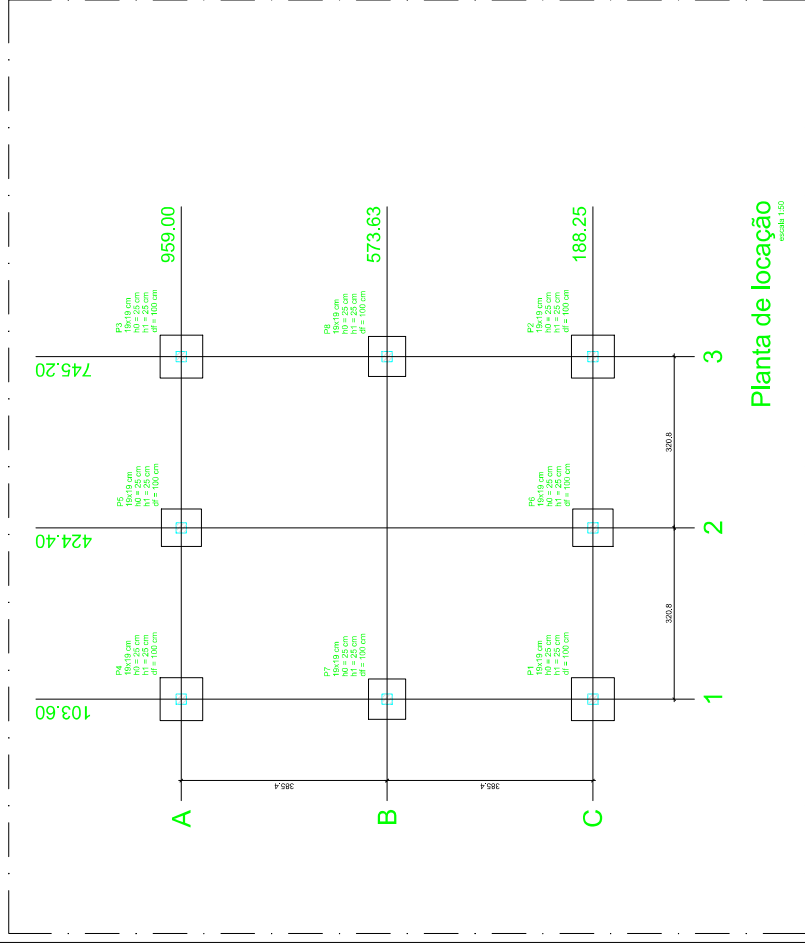 745.20
424.40
103.60
959.00
573.63
188.25
P3
19x19 cm
h0 = 25 cm
h1 = 25 cm
df = 100 cm
P8
19x19 cm
h0 = 25 cm
h1 = 25 cm
df = 100 cm
P2
19x19 cm
h0 = 25 cm
h1 = 25 cm
df = 100 cm
P5
19x19 cm
h0 = 25 cm
h1 = 25 cm
df = 100 cm
P6
19x19 cm
h0 = 25 cm
h1 = 25 cm
df = 100 cm
P4
19x19 cm
h0 = 25 cm
h1 = 25 cm
df = 100 cm
P7
19x19 cm
h0 = 25 cm
h1 = 25 cm
df = 100 cm
P1
19x19 cm
h0 = 25 cm
h1 = 25 cm
df = 100 cm
320.8
320.8
385.4
385.4
3
2
1
A
B
C
Planta de locação
escala 1:50